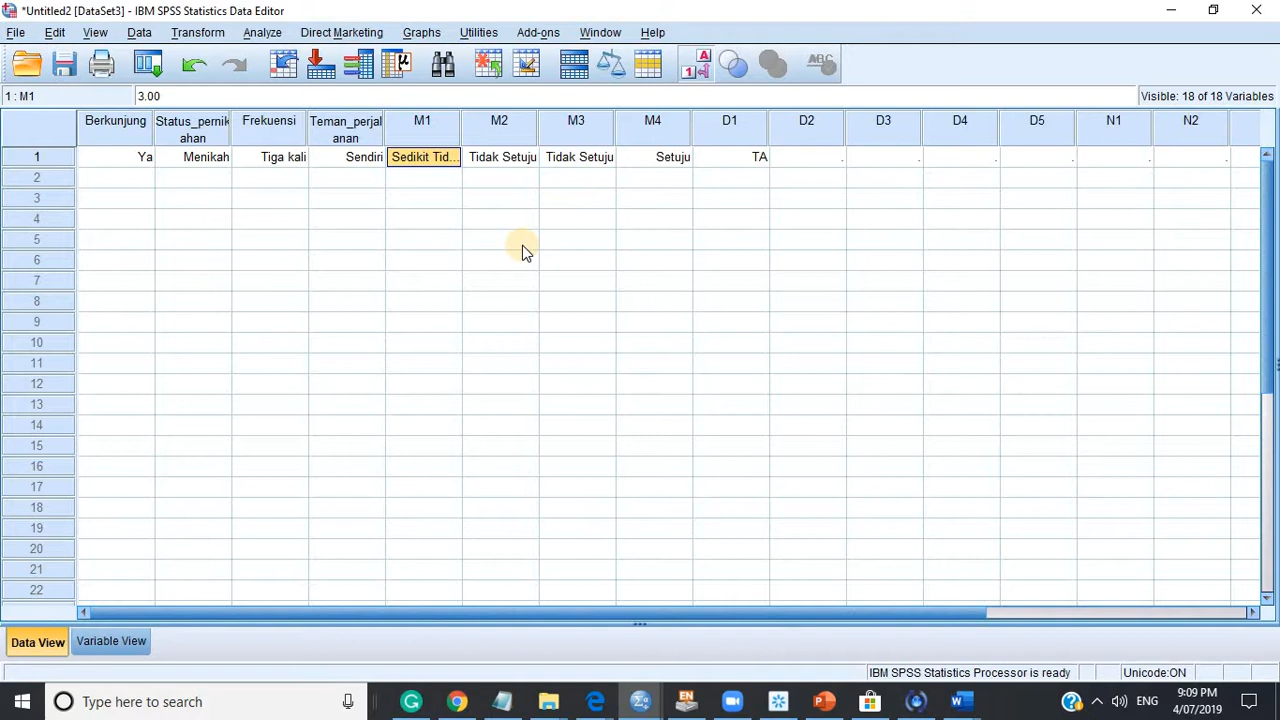 *Untitled2 [DataSet3] - IBM SPSS Statistics Data Editor
File Edit View Data Transform Analyze Direct Marketing Graphs Utilities Add-ons Window Help
1 : M1 3.00 Visible: 18 of 18 Variables
Berkunjung Status_pernik Frekuensi Teman_perjal M1 M2 M3 M4 D1 D2 D3 D4 D5 N1 N2
ahan anan
1 Ya Menikah Tiga kali Sendiri Sedikit Tid... Tidak Setuju Tidak Setuju Setuju TA . . . . . .
2
3
4
5
6
7
8
9
10
11
12
13
14
15
16
17
18
19
20
21
22
Data View Variable View
IBM SPSS Statistics Processor is ready Unicode:ON
Type here to search ENG 9:09 PM
4/07/2019